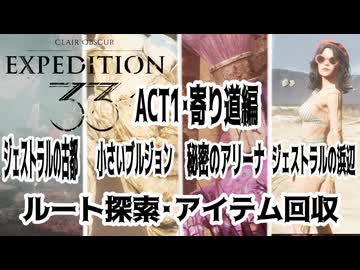 CLAIR OBSCUR
EXPEDITION
33
ACT1・寄り道編
ジェストラルの古都 小さいブルジョン 秘密のアリーナ ジェストラルの浜辺
ルート探索・アイテム回収